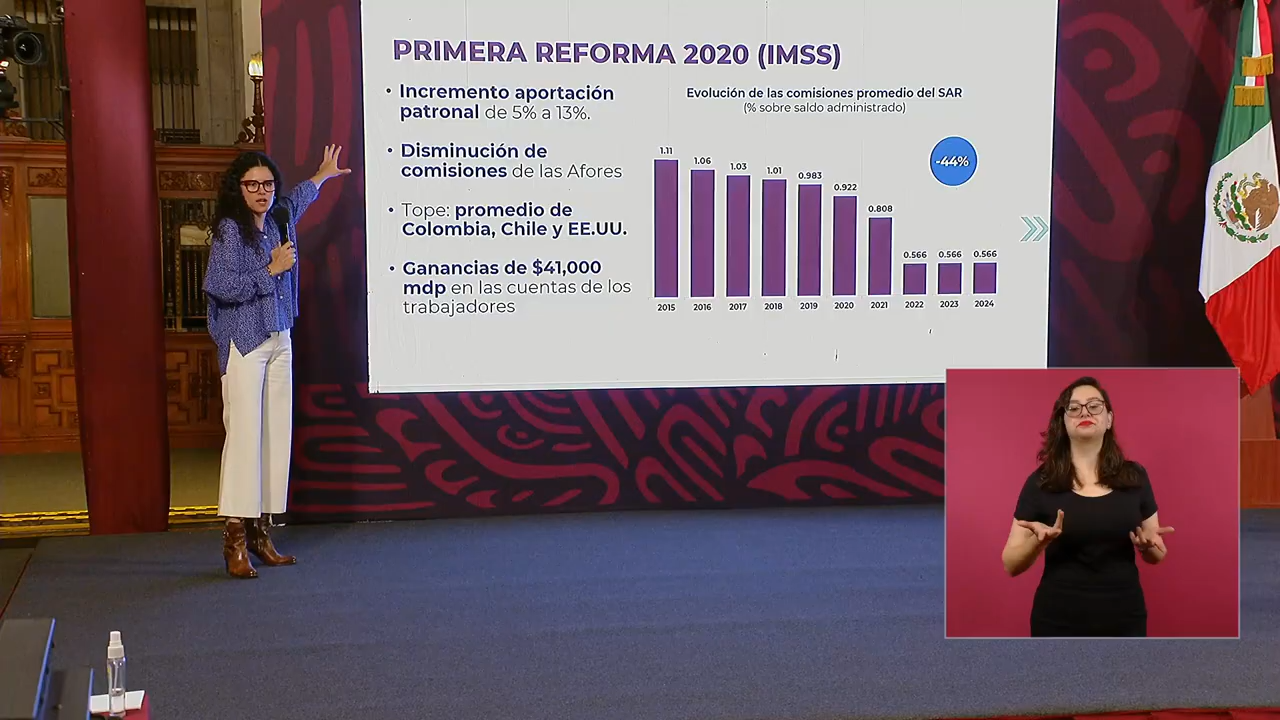 PRIMERA REFORMA 2020 (IMSS)
• Incremento aportación
patronal de 5% a 13%.
• Disminución de
comisiones de las Afores
• Tope: promedio de
Colombia, Chile y EE.UU.
• Ganancias de $41,000
mdp en las cuentas de los
trabajadores
Evolución de las comisiones promedio del SAR
(% sobre saldo administrado)
-44%
1.11
1.06
1.03
1.01
0.983
0.922
0.808
0.566
0.566
0.566
2015
2016
2017
2018
2019
2020
2021
2022
2023
2024